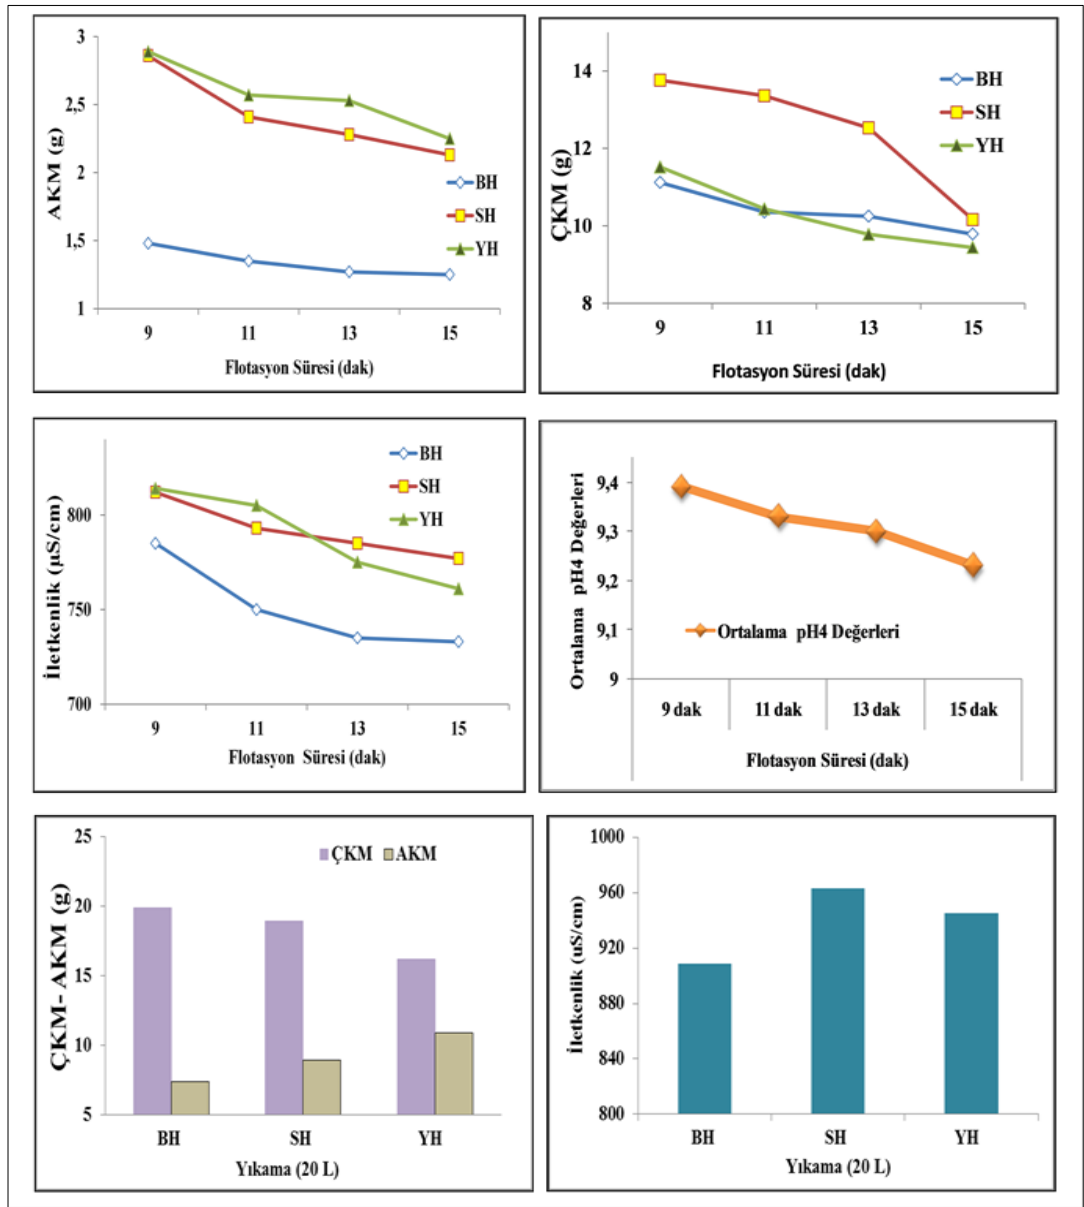 3
2,5
2
1,5
1
AKM (g)
BH
SH
YH
9 11 13 15
Flotasyon Süresi (dak)
14
12
10
8
ÇKM (g)
BH
SH
YH
9 11 13 15
Flotasyon Süresi (dak)
800
750
700
İletkenlik (µS/cm)
BH
SH
YH
9 11 13 15
Flotasyon Süresi (dak)
9,4
9,3
9,2
9,1
9
Ortalama pH4 Değerleri
Ortalama pH4 Değerleri
9 dak 11 dak 13 dak 15 dak
Flotasyon Süresi (dak)
25
20
15
10
5
ÇKM- AKM (g)
ÇKM AKM
BH SH YH
Yıkama (20 L)
1000
960
920
880
840
800
İletkenlik (uS/cm)
BH SH YH
Yıkama (20 L)